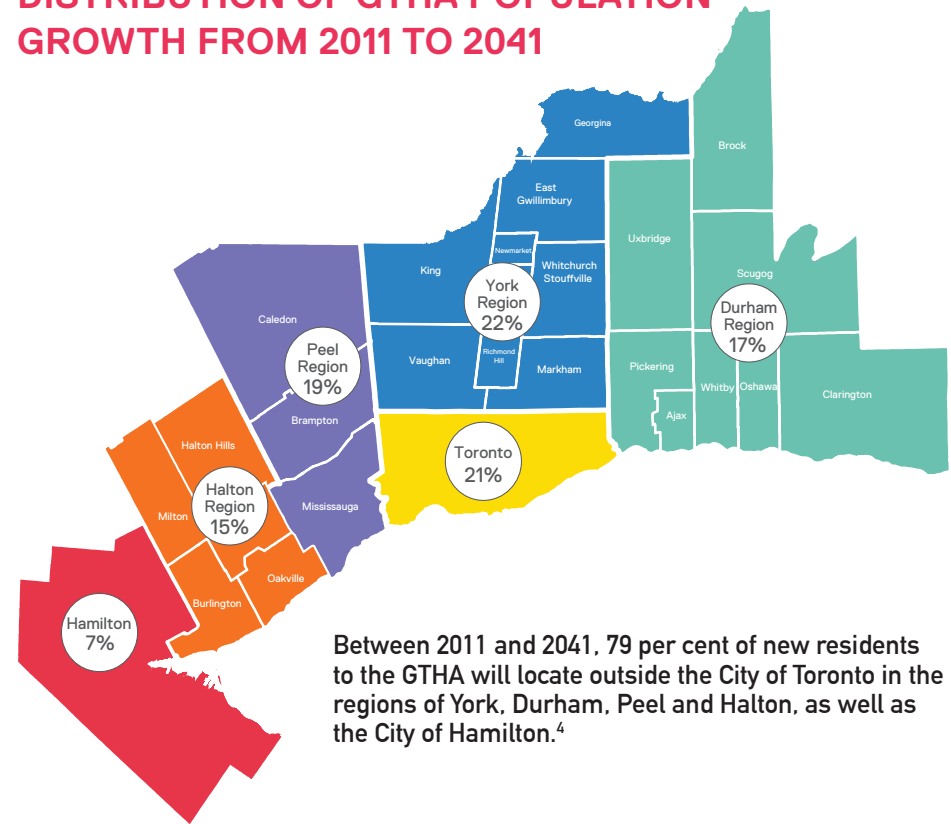 DISTRIBUTION OF GTHA POPULATION
GROWTH FROM 2011 TO 2041
Georgina
Brock
East
Gwillimbury
Uxbridge
Newmarket
King
Whitchurch
Stouffville
Scugog
York
Region
22%
Durham
Region
17%
Caledon
Peel
Region
19%
Vaughan
Richmond
Hill
Markham
Pickering
Whitby
Oshawa
Clarington
Ajax
Brampton
Halton Hills
Toronto
21%
Halton
Region
15%
Mississauga
Milton
Oakville
Burlington
Hamilton
7%
Between 2011 and 2041, 79 per cent of new residents
to the GTHA will locate outside the City of Toronto in the
regions of York, Durham, Peel and Halton, as well as
the City of Hamilton.⁴